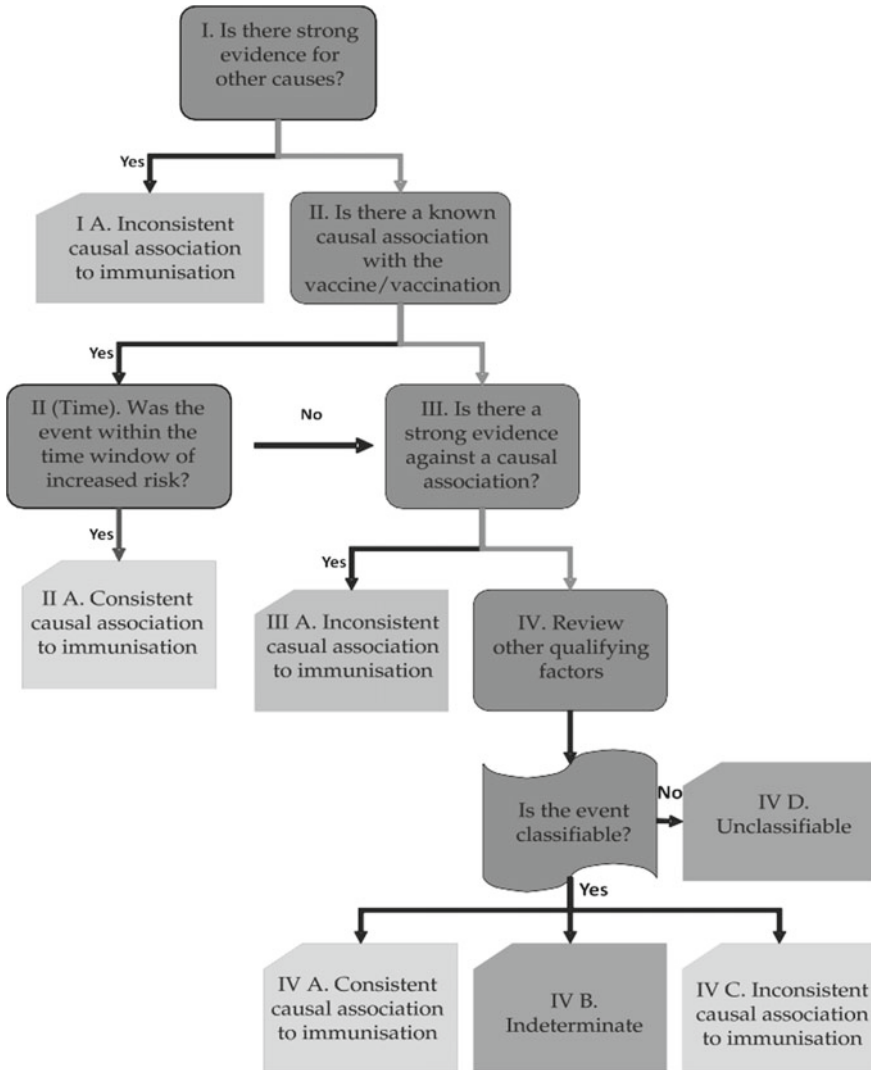 I. Is there strong
evidence for
other causes?
Yes
I A. Inconsistent
causal association
to immunisation
II. Is there a known
causal association
with the
vaccine/vaccination
Yes
II (Time). Was the
event within the
time window of
increased risk?
No
III. Is there a
strong evidence
against a causal
association?
Yes
II A. Consistent
causal association
to immunisation
Yes
III A. Inconsistent
casual association
to immunisation
IV. Review
other qualifying
factors
Is the event
classifiable?
No
IV D.
Unclassifiable
Yes
IV A. Consistent
causal association
to immunisation
IV B.
Indeterminate
IV C. Inconsistent
causal association
to immunisation